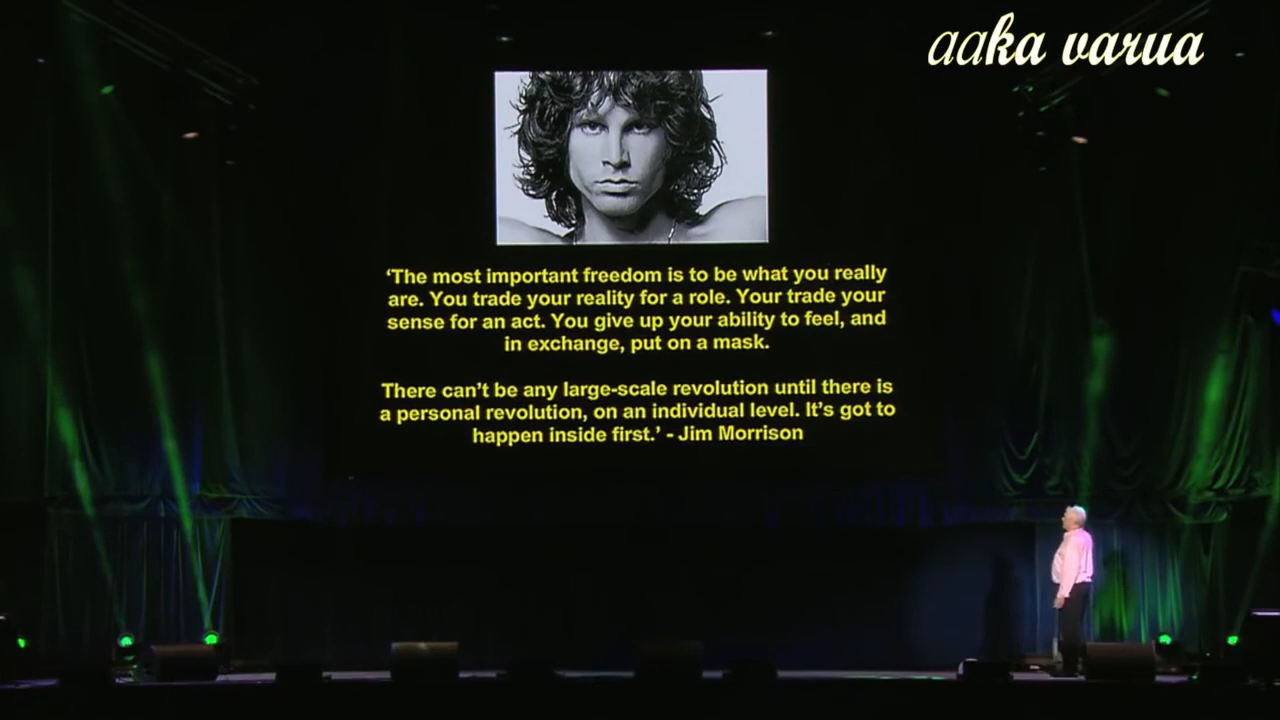 aaka varua
‘The most important freedom is to be what you really
are. You trade your reality for a role. Your trade your
sense for an act. You give up your ability to feel, and
in exchange, put on a mask.
There can’t be any large-scale revolution until there is
a personal revolution, on an individual level. It’s got to
happen inside first.’ - Jim Morrison